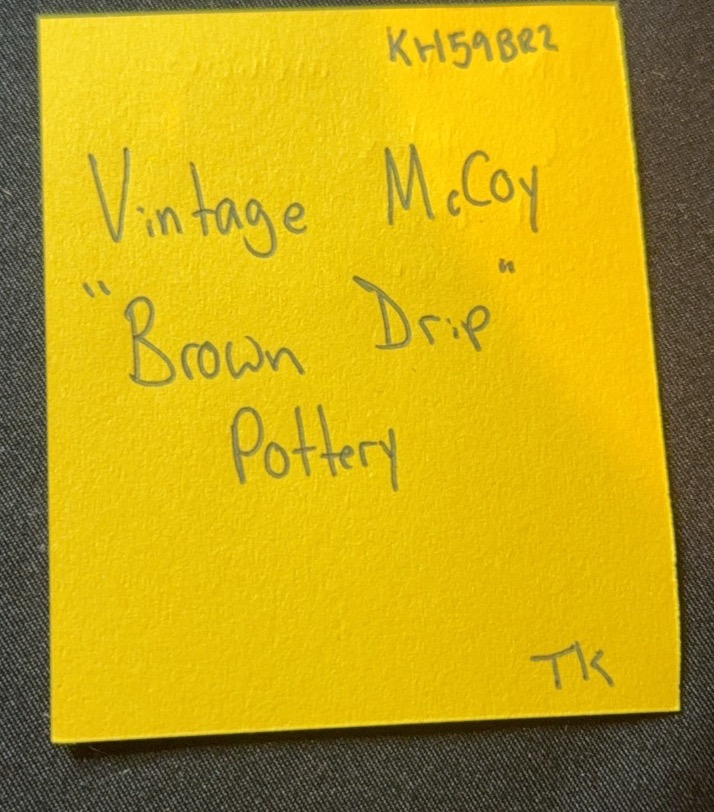 KH59BR2
Vintage McCoy
"Brown Drip"
Pottery
TK